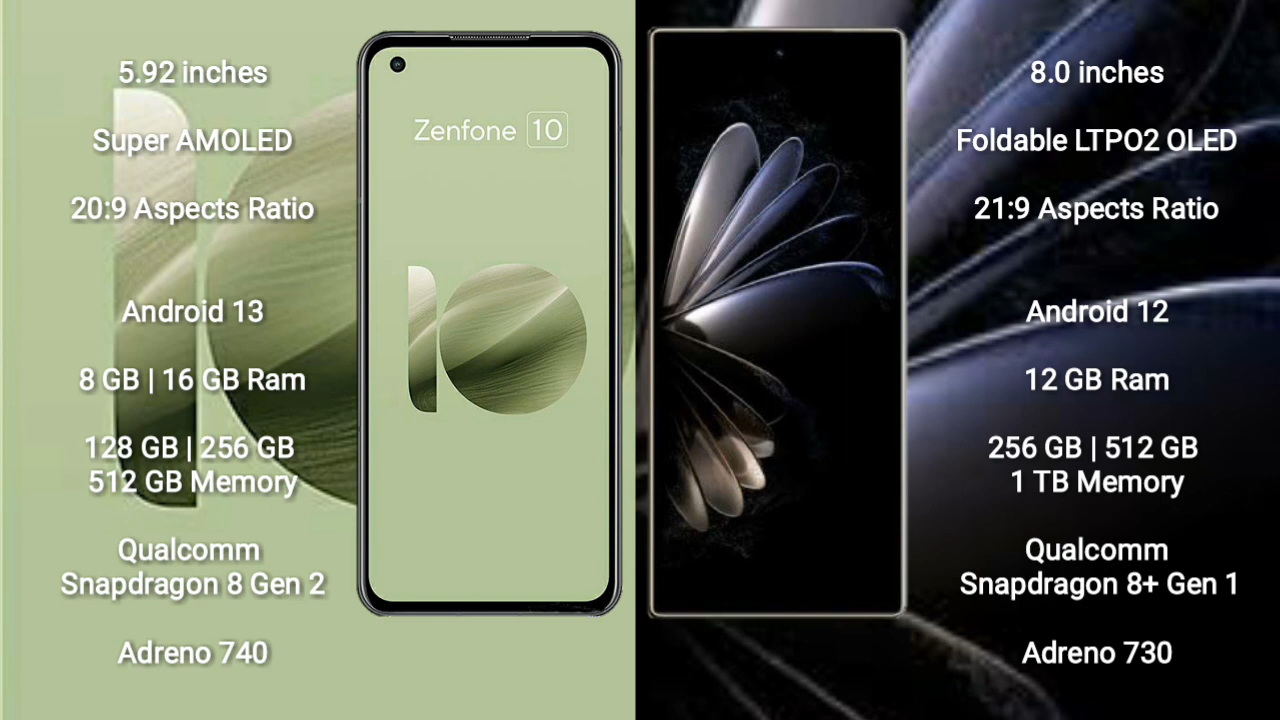 5.92 inches
Super AMOLED
20:9 Aspects Ratio
Android 13
8 GB | 16 GB Ram
128 GB | 256 GB
512 GB Memory
Qualcomm
Snapdragon 8 Gen 2
Adreno 740
Zenfone 10
10
8.0 inches
Foldable LTPO2 OLED
21:9 Aspects Ratio
Android 12
12 GB Ram
256 GB | 512 GB
1 TB Memory
Qualcomm
Snapdragon 8+ Gen 1
Adreno 730